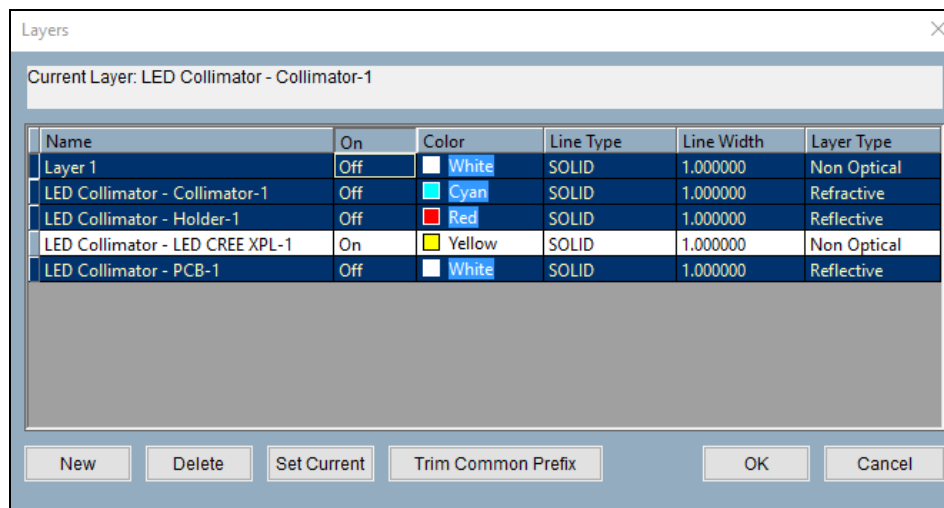 Layers
Current Layer: LED Collimator - Collimator-1
Name On Color Line Type Line Width Layer Type
Layer 1 Off White SOLID 1.000000 Non Optical
LED Collimator - Collimator-1 Off Cyan SOLID 1.000000 Refractive
LED Collimator - Holder-1 Off Red SOLID 1.000000 Reflective
LED Collimator - LED CREE XPL-1 On Yellow SOLID 1.000000 Non Optical
LED Collimator - PCB-1 Off White SOLID 1.000000 Reflective
New Delete Set Current Trim Common Prefix OK Cancel